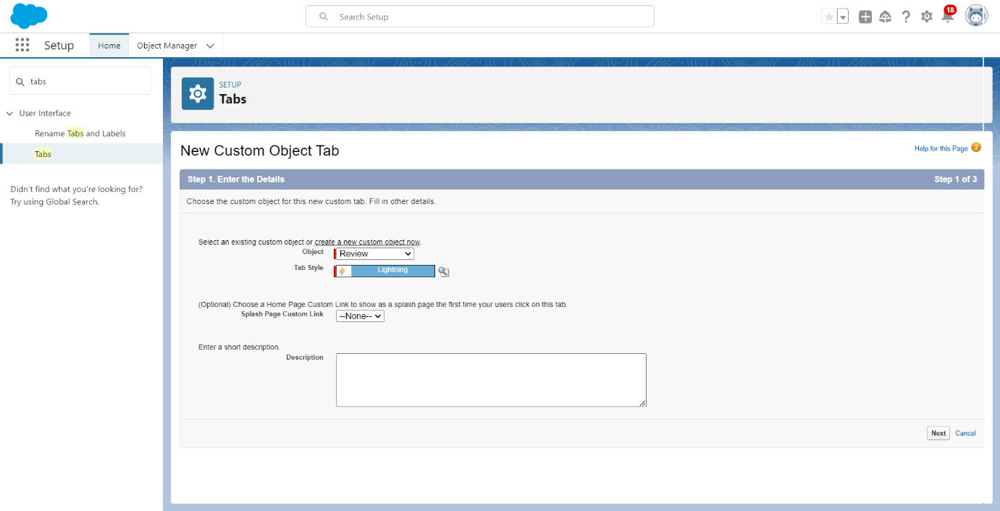 Search Setup
18
Setup
Home
Object Manager
tabs
User Interface
Rename Tabs and Labels
Tabs
Didn't find what you're looking for?
Try using Global Search.
SETUP
Tabs
New Custom Object Tab
Help for this Page
Step 1. Enter the Details
Step 1 of 3
Choose the custom object for this new custom tab. Fill in other details.
Select an existing custom object or create a new custom object now.
Object
Review
Tab Style
Lightning
(Optional) Choose a Home Page Custom Link to show as a splash page the first time your users click on this tab.
Splash Page Custom Link
--None--
Enter a short description.
Description
Next
Cancel